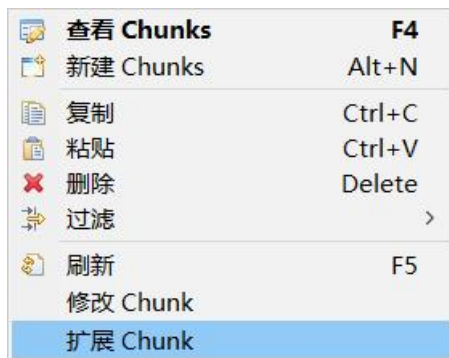 查看 Chunks F4
新建 Chunks Alt+N
复制 Ctrl+C
粘贴 Ctrl+V
删除 Delete
过滤
刷新 F5
修改 Chunk
扩展 Chunk